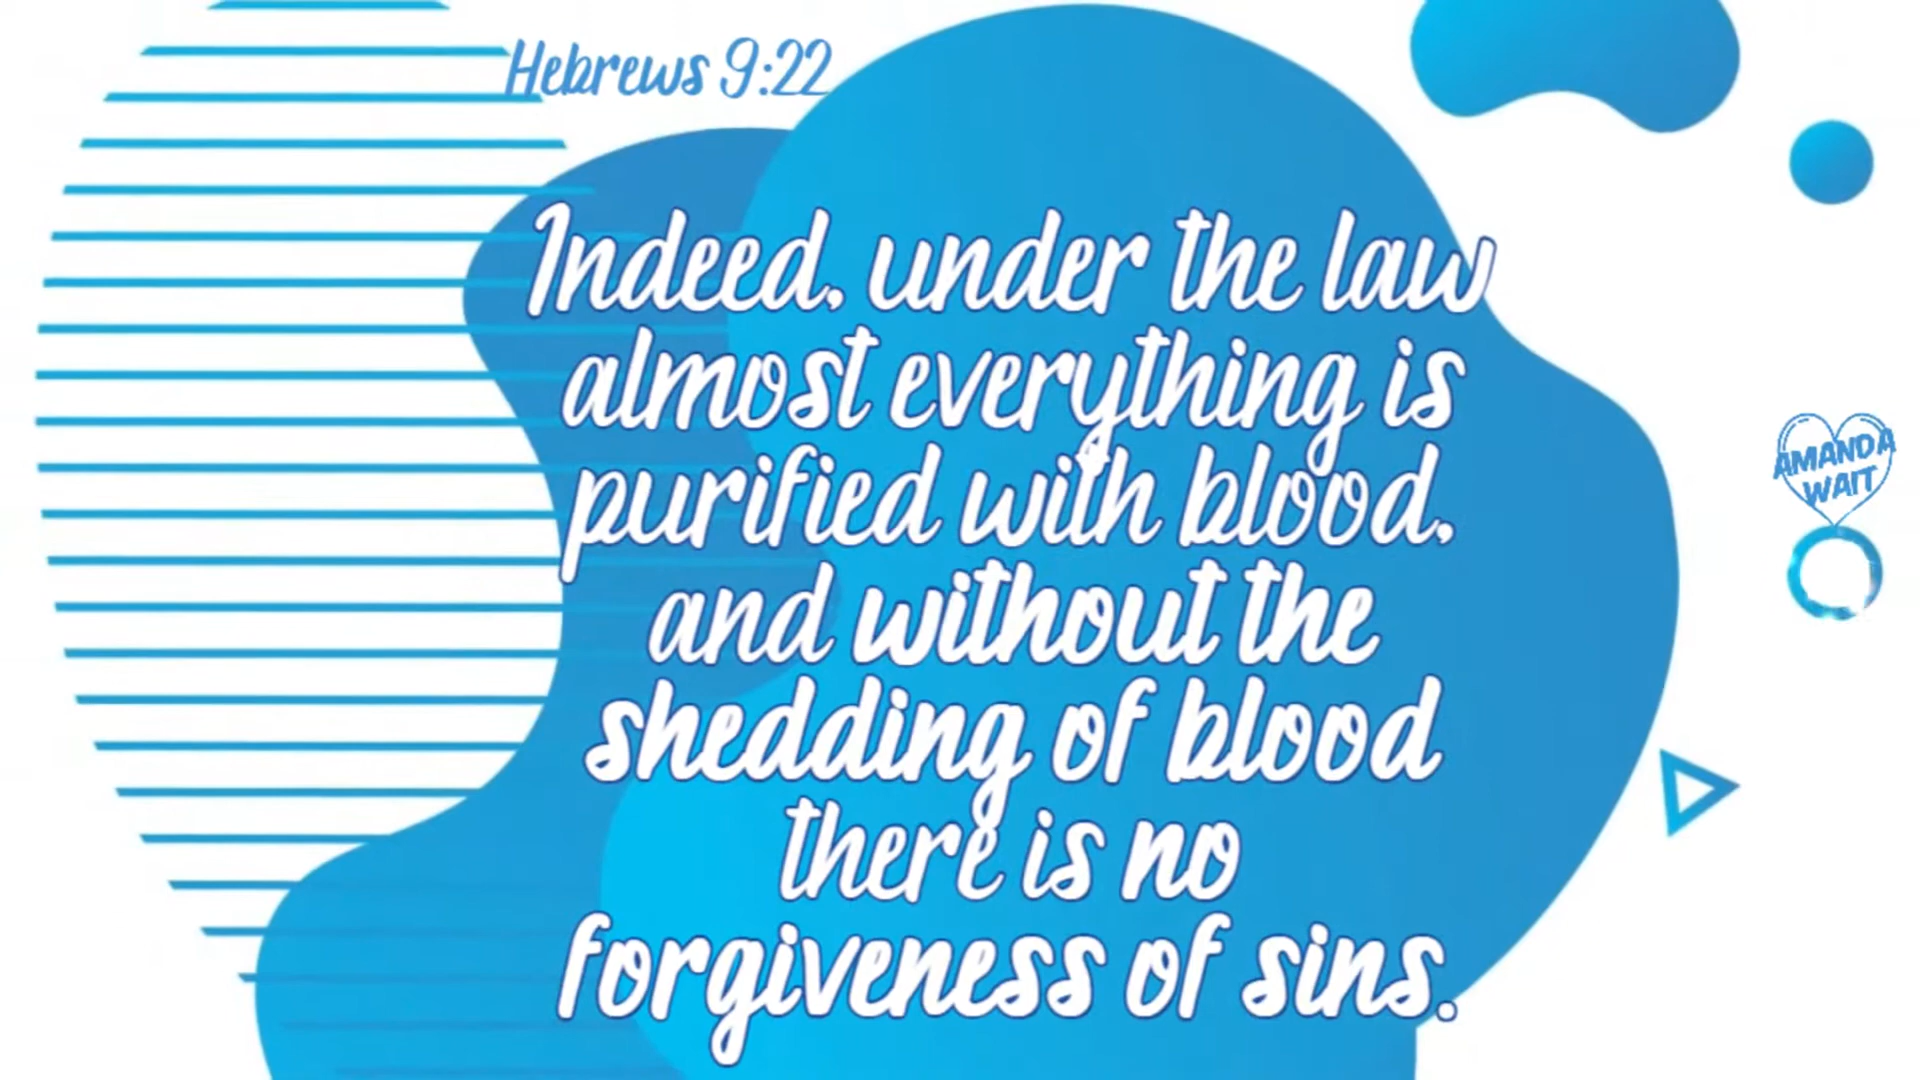 Hebrews 9:22
Indeed, under the law
almost everything is
purified with blood,
and without the
shedding of blood
there is no
forgiveness of sins.
AMANDA
WAIT